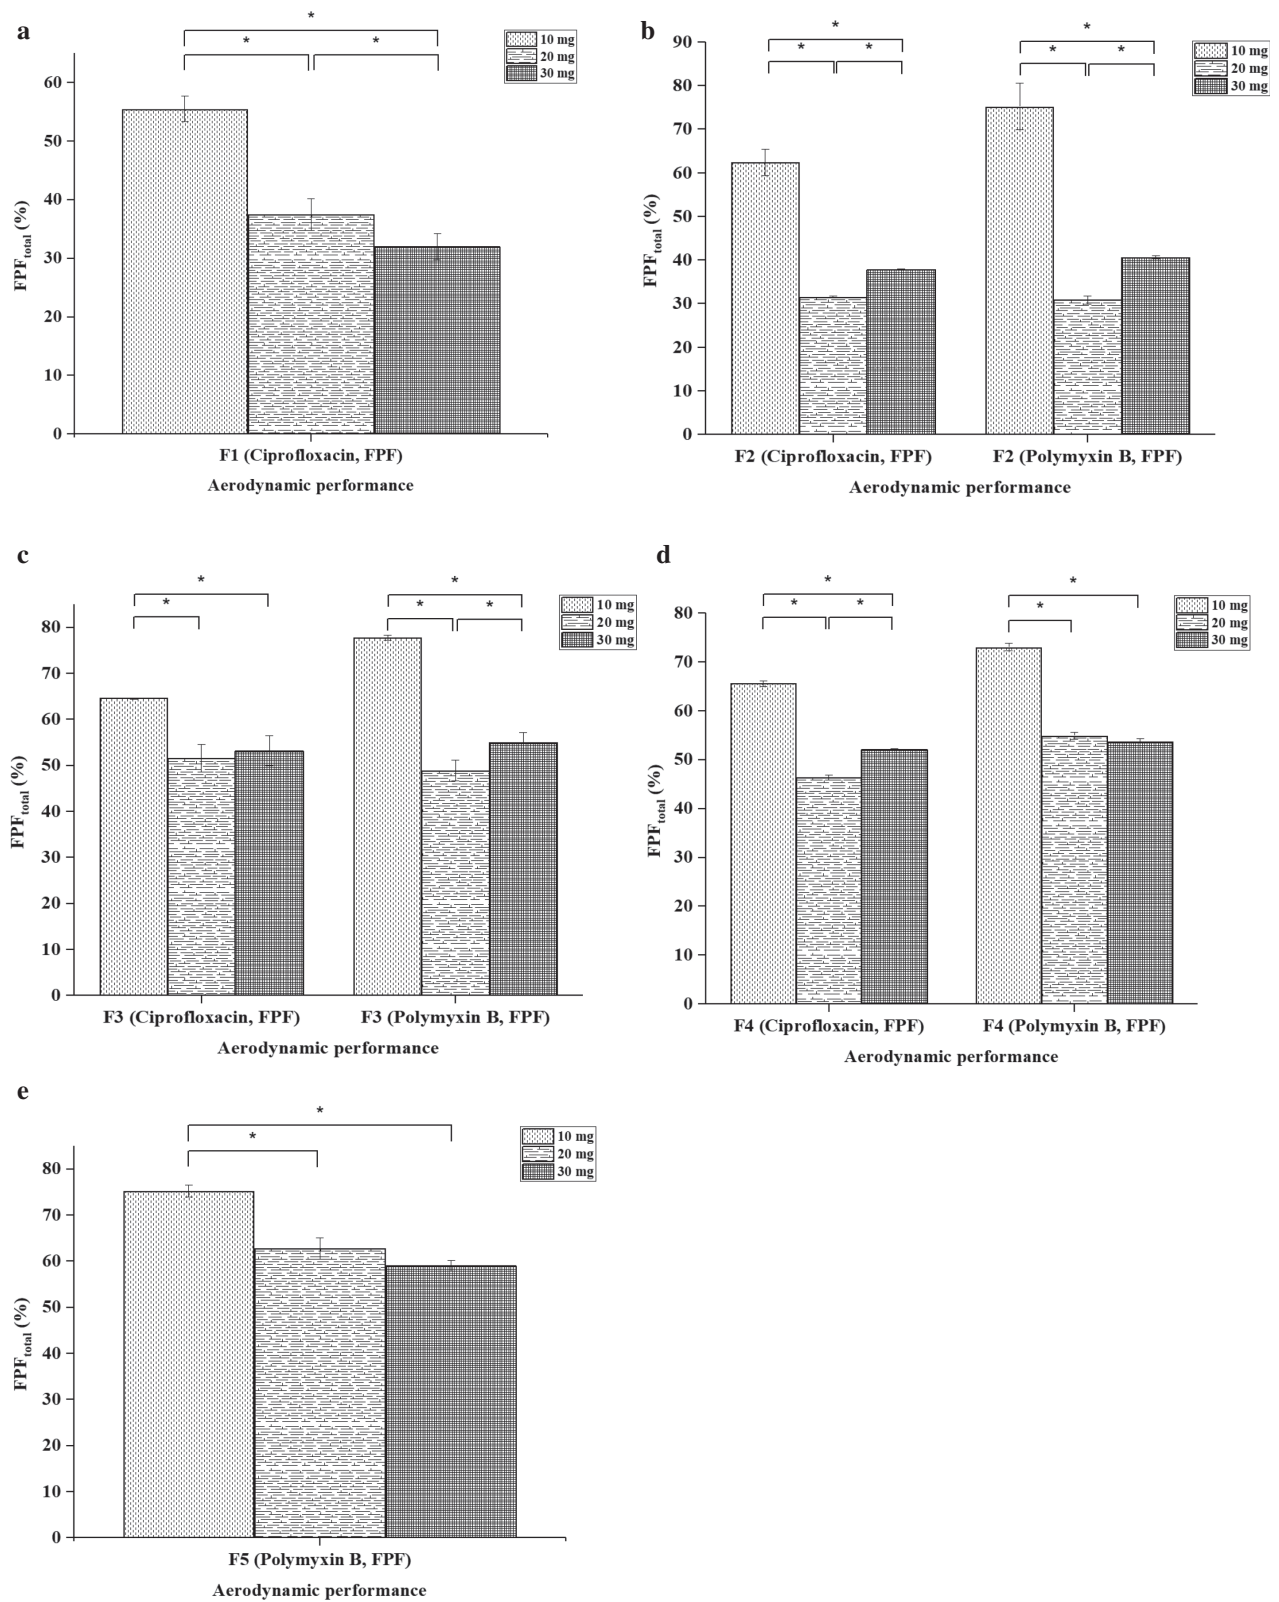 a
*
*
*
10 mg
20 mg
30 mg
60
50
40
30
20
10
0
FPFtotal (%)
F1 (Ciprofloxacin, FPF)
Aerodynamic performance
b
*
*
*
*
*
*
10 mg
20 mg
30 mg
90
80
70
60
50
40
30
20
10
0
FPFtotal (%)
F2 (Ciprofloxacin, FPF)
F2 (Polymyxin B, FPF)
Aerodynamic performance
c
*
*
*
*
*
10 mg
20 mg
30 mg
80
70
60
50
40
30
20
10
0
FPFtotal (%)
F3 (Ciprofloxacin, FPF)
F3 (Polymyxin B, FPF)
Aerodynamic performance
d
*
*
*
*
*
10 mg
20 mg
30 mg
80
70
60
50
40
30
20
10
0
FPFtotal (%)
F4 (Ciprofloxacin, FPF)
F4 (Polymyxin B, FPF)
Aerodynamic performance
e
*
*
10 mg
20 mg
30 mg
80
70
60
50
40
30
20
10
0
FPFtotal (%)
F5 (Polymyxin B, FPF)
Aerodynamic performance